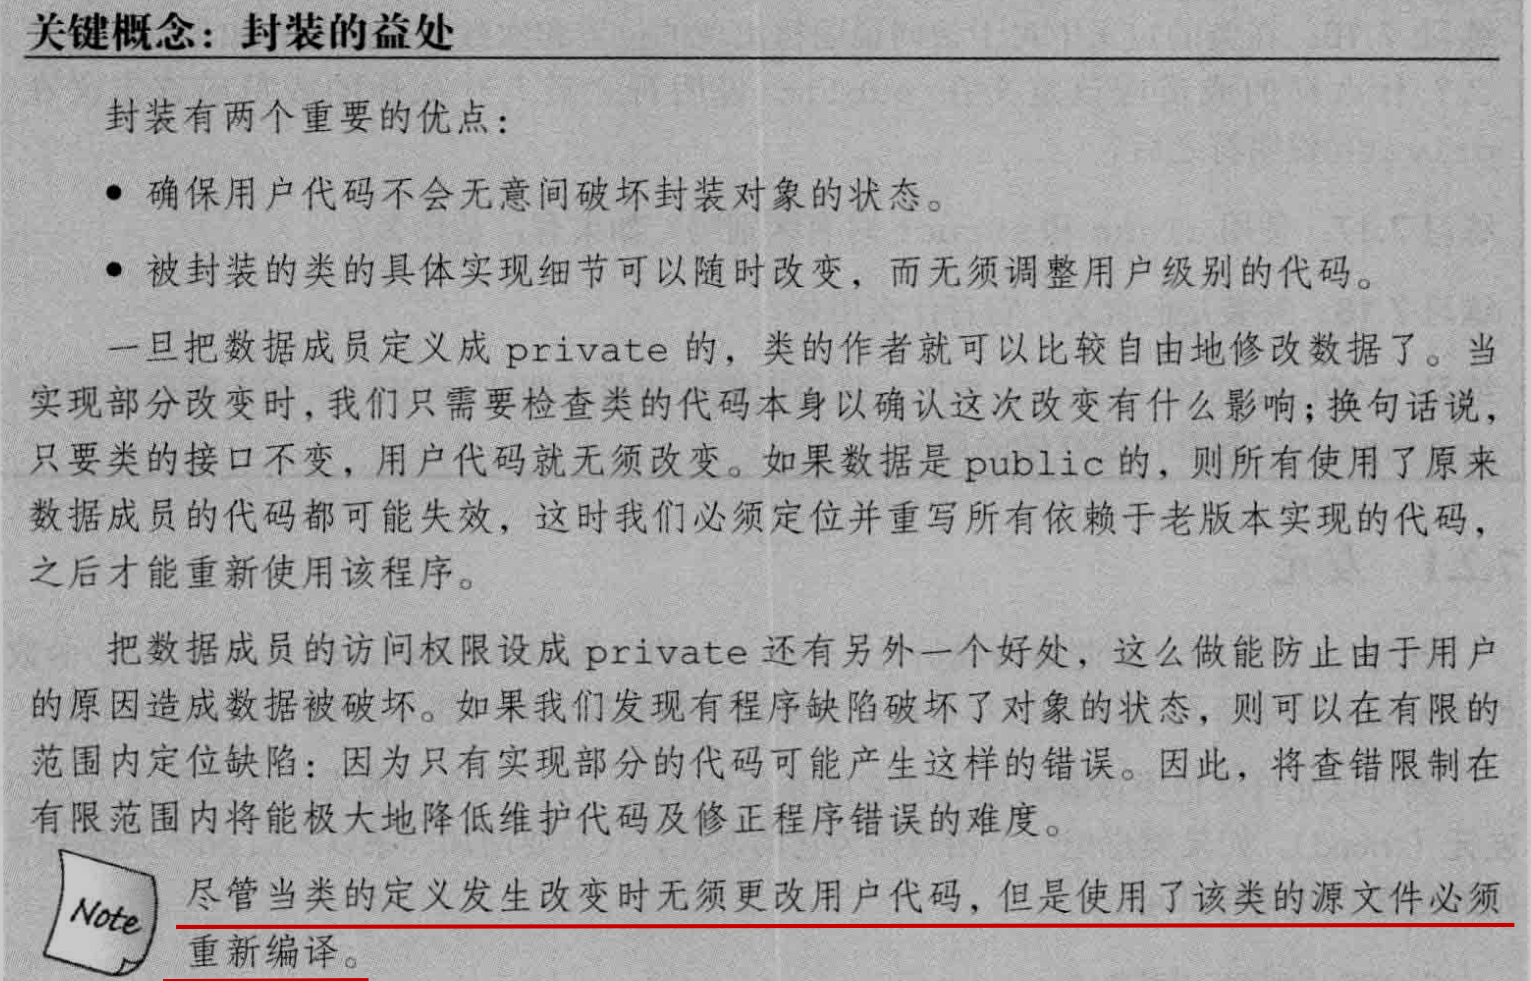 关键概念：封装的益处
封装有两个重要的优点：
● 确保用户代码不会无意间破坏封装对象的状态。
● 被封装的类的具体实现细节可以随时改变，而无须调整用户级别的代码。
一旦把数据成员定义成 private 的，类的作者就可以比较自由地修改数据了。当
实现部分改变时，我们只需要检查类的代码本身以确认这次改变有什么影响；换句话说，
只要类的接口不变，用户代码就无须改变。如果数据是 public 的，则所有使用了原来
数据成员的代码都可能失效，这时我们必须定位并重写所有依赖于老版本实现的代码，
之后才能重新使用该程序。
把数据成员的访问权限设成 private 还有另外一个好处，这么做能防止由于用户
的原因造成数据被破坏。如果我们发现有程序缺陷破坏了对象的状态，则可以在有限的
范围内定位缺陷：因为只有实现部分的代码可能产生这样的错误。因此，将查错限制在
有限范围内将能极大地降低维护代码及修正程序错误的难度。
Note
尽管当类的定义发生改变时无须更改用户代码，但是使用了该类的源文件必须
重新编译。